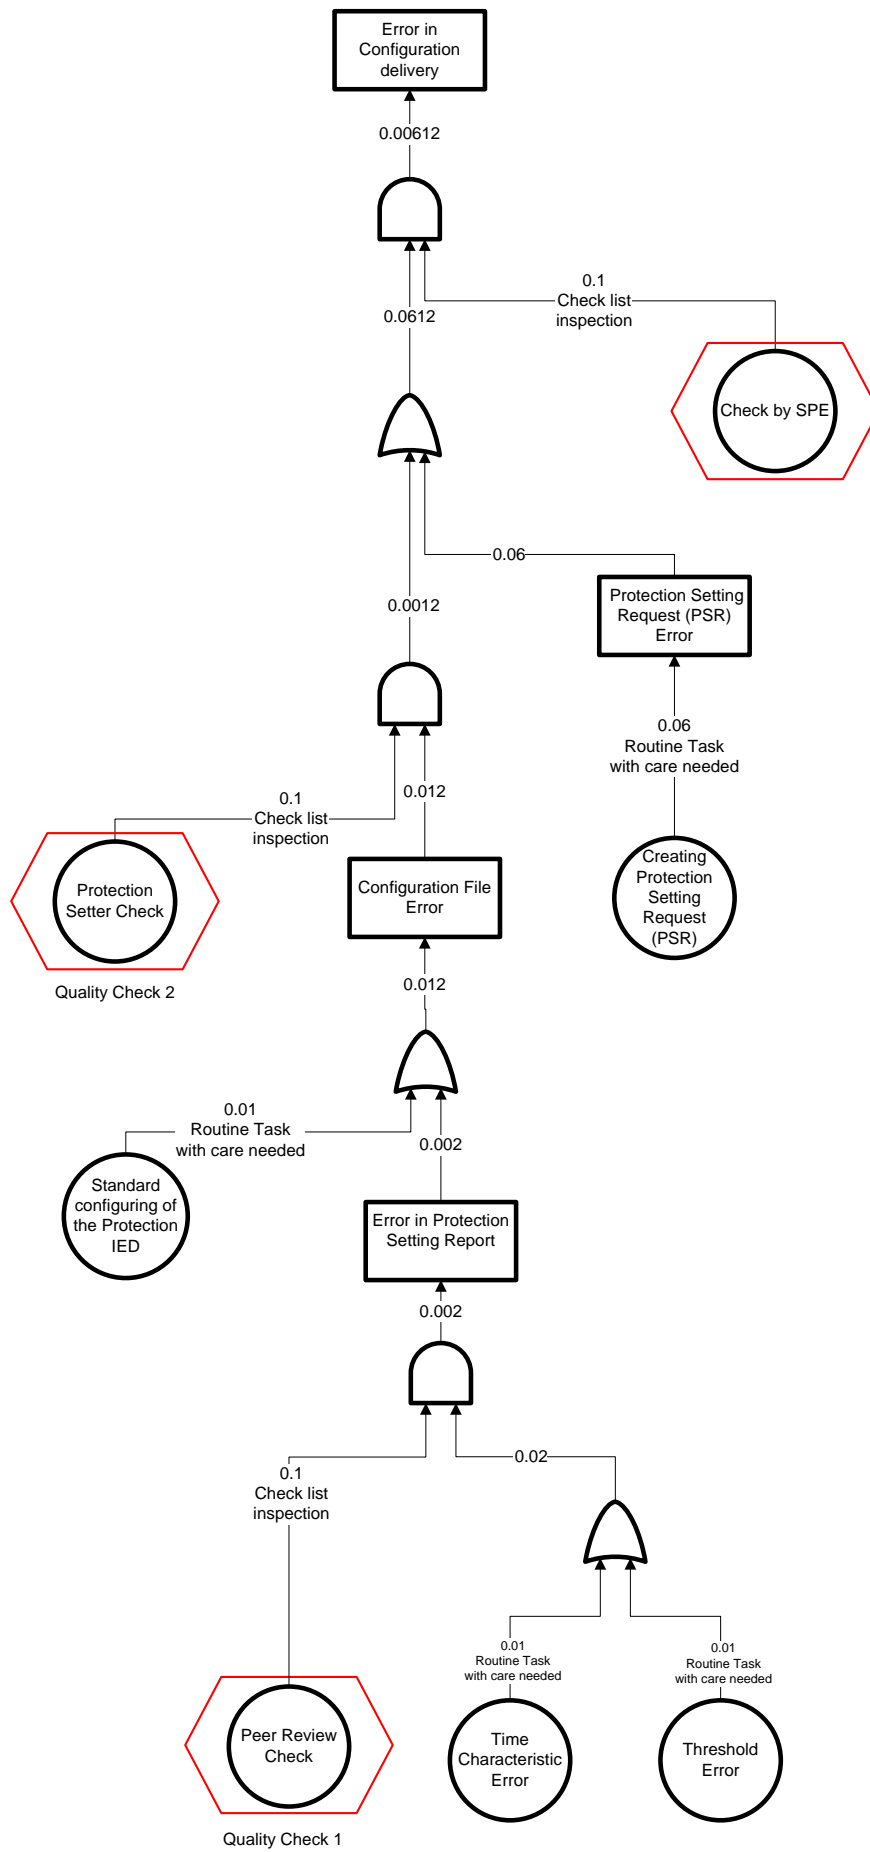 Error in
Configuration
delivery
0.00612
0.1
Check list
inspection
0.0612
Check by SPE
0.06
Protection Setting
Request (PSR)
Error
0.0012
0.06
Routine Task
with care needed
0.012
0.1
Check list
inspection
Creating
Protection
Setting
Request
(PSR)
Configuration File
Error
Protection
Setter Check
0.012
Quality Check 2
0.01
Routine Task
with care needed
0.002
Standard
configuring of
the Protection
IED
Error in Protection
Setting Report
0.002
0.02
0.1
Check list
inspection
0.01
Routine Task
with care needed
0.01
Routine Task
with care needed
Peer Review
Check
Time
Characteristic
Error
Threshold
Error
Quality Check 1